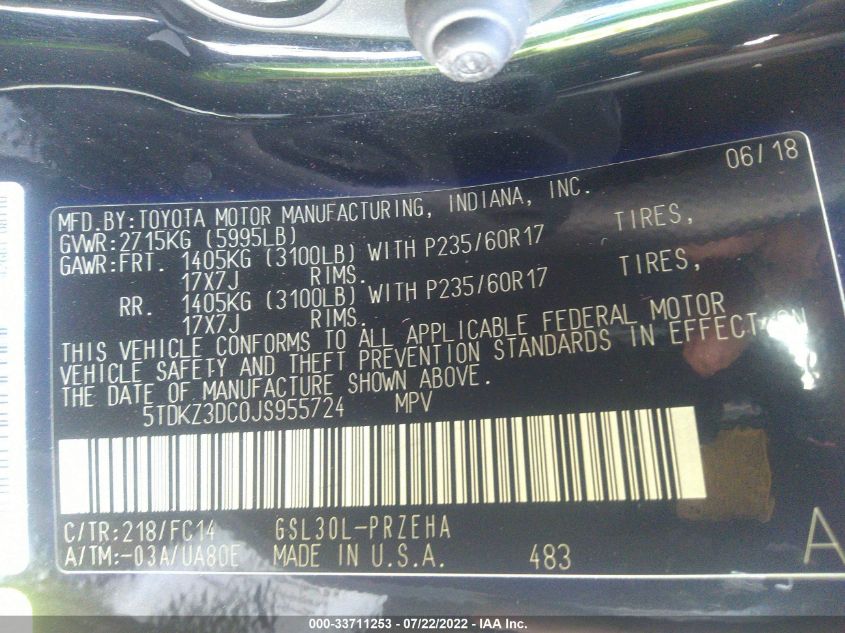 06/18
MFD.BY:TOYOTA MOTOR MANUFACTURING, INDIANA, INC.
GVWR:2715KG (5995LB)
GAWR:FRT. 1405KG (3100LB) WITH P235/60R17 TIRES,
17X7J RIMS.
RR. 1405KG (3100LB) WITH P235/60R17 TIRES,
17X7J RIMS.
THIS VEHICLE CONFORMS TO ALL APPLICABLE FEDERAL MOTOR
VEHICLE SAFETY AND THEFT PREVENTION STANDARDS IN EFFECT ON
THE DATE OF MANUFACTURE SHOWN ABOVE.
5TDKZ3DC0JS955724 MPV
C/TR:218/FC14 GSL30L-PRZEHA
A/TM:-03A/UA80E MADE IN U.S.A. 483
A
000-33711253 - 07/22/2022 - IAA Inc.